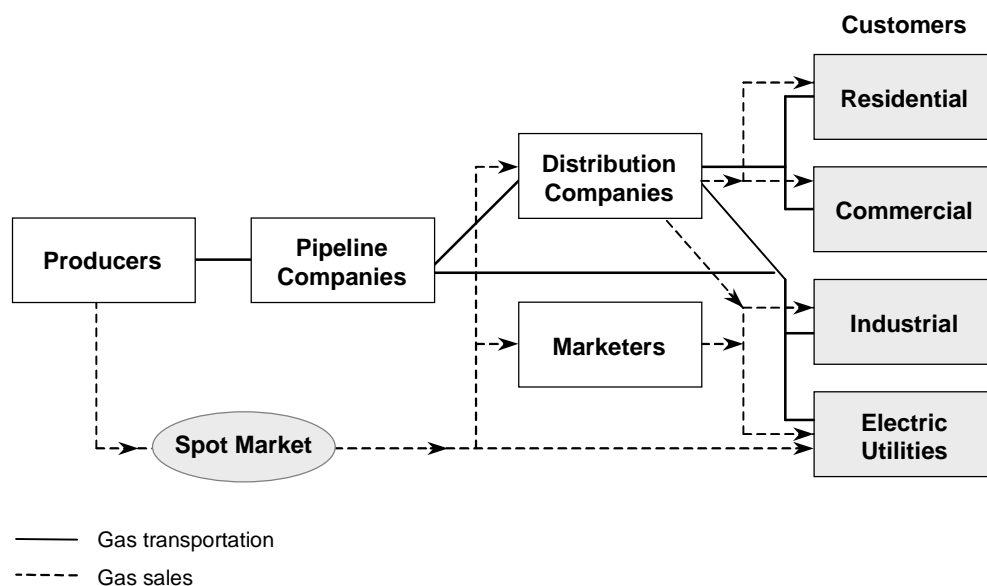 Customers
Residential
Distribution
Companies
Commercial
Producers
Pipeline
Companies
Industrial
Marketers
Electric
Utilities
Spot Market
Gas transportation
Gas sales